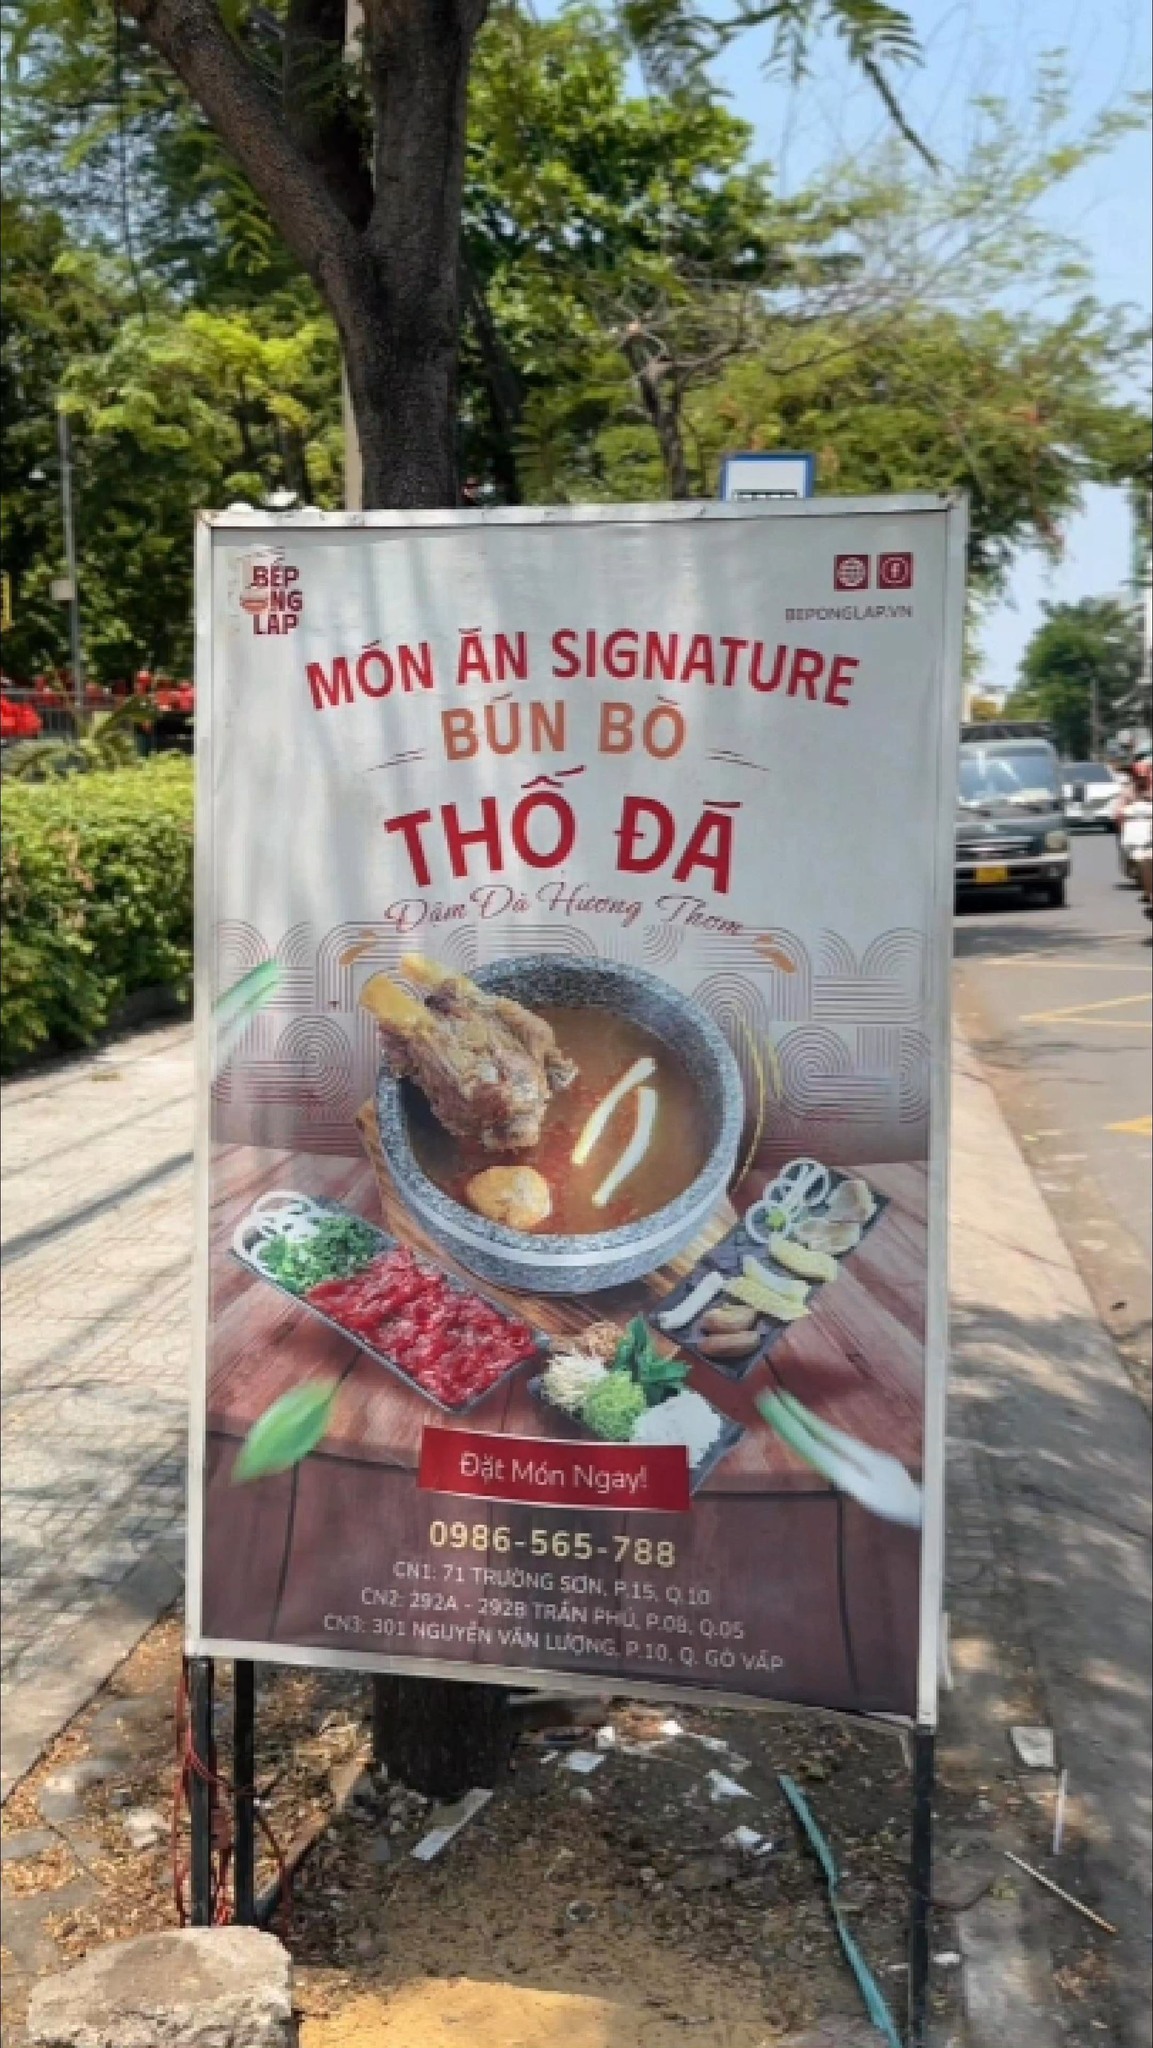 BẾP
ÔNG
LAP
BEPONGLAP.VN
MÓN ĂN SIGNATURE
BÚN BÒ
THỐ ĐÁ
Đậm Đà Hương Thơm
Đặt Món Ngay!
0986-565-788
CN1: 71 TRƯỜNG SƠN, P.15, Q.10
CN2: 292A - 292B TRẦN PHÚ, P.08, Q.05
CN3: 301 NGUYỄN VĂN LƯỢNG, P.10, Q. GÒ VẤP